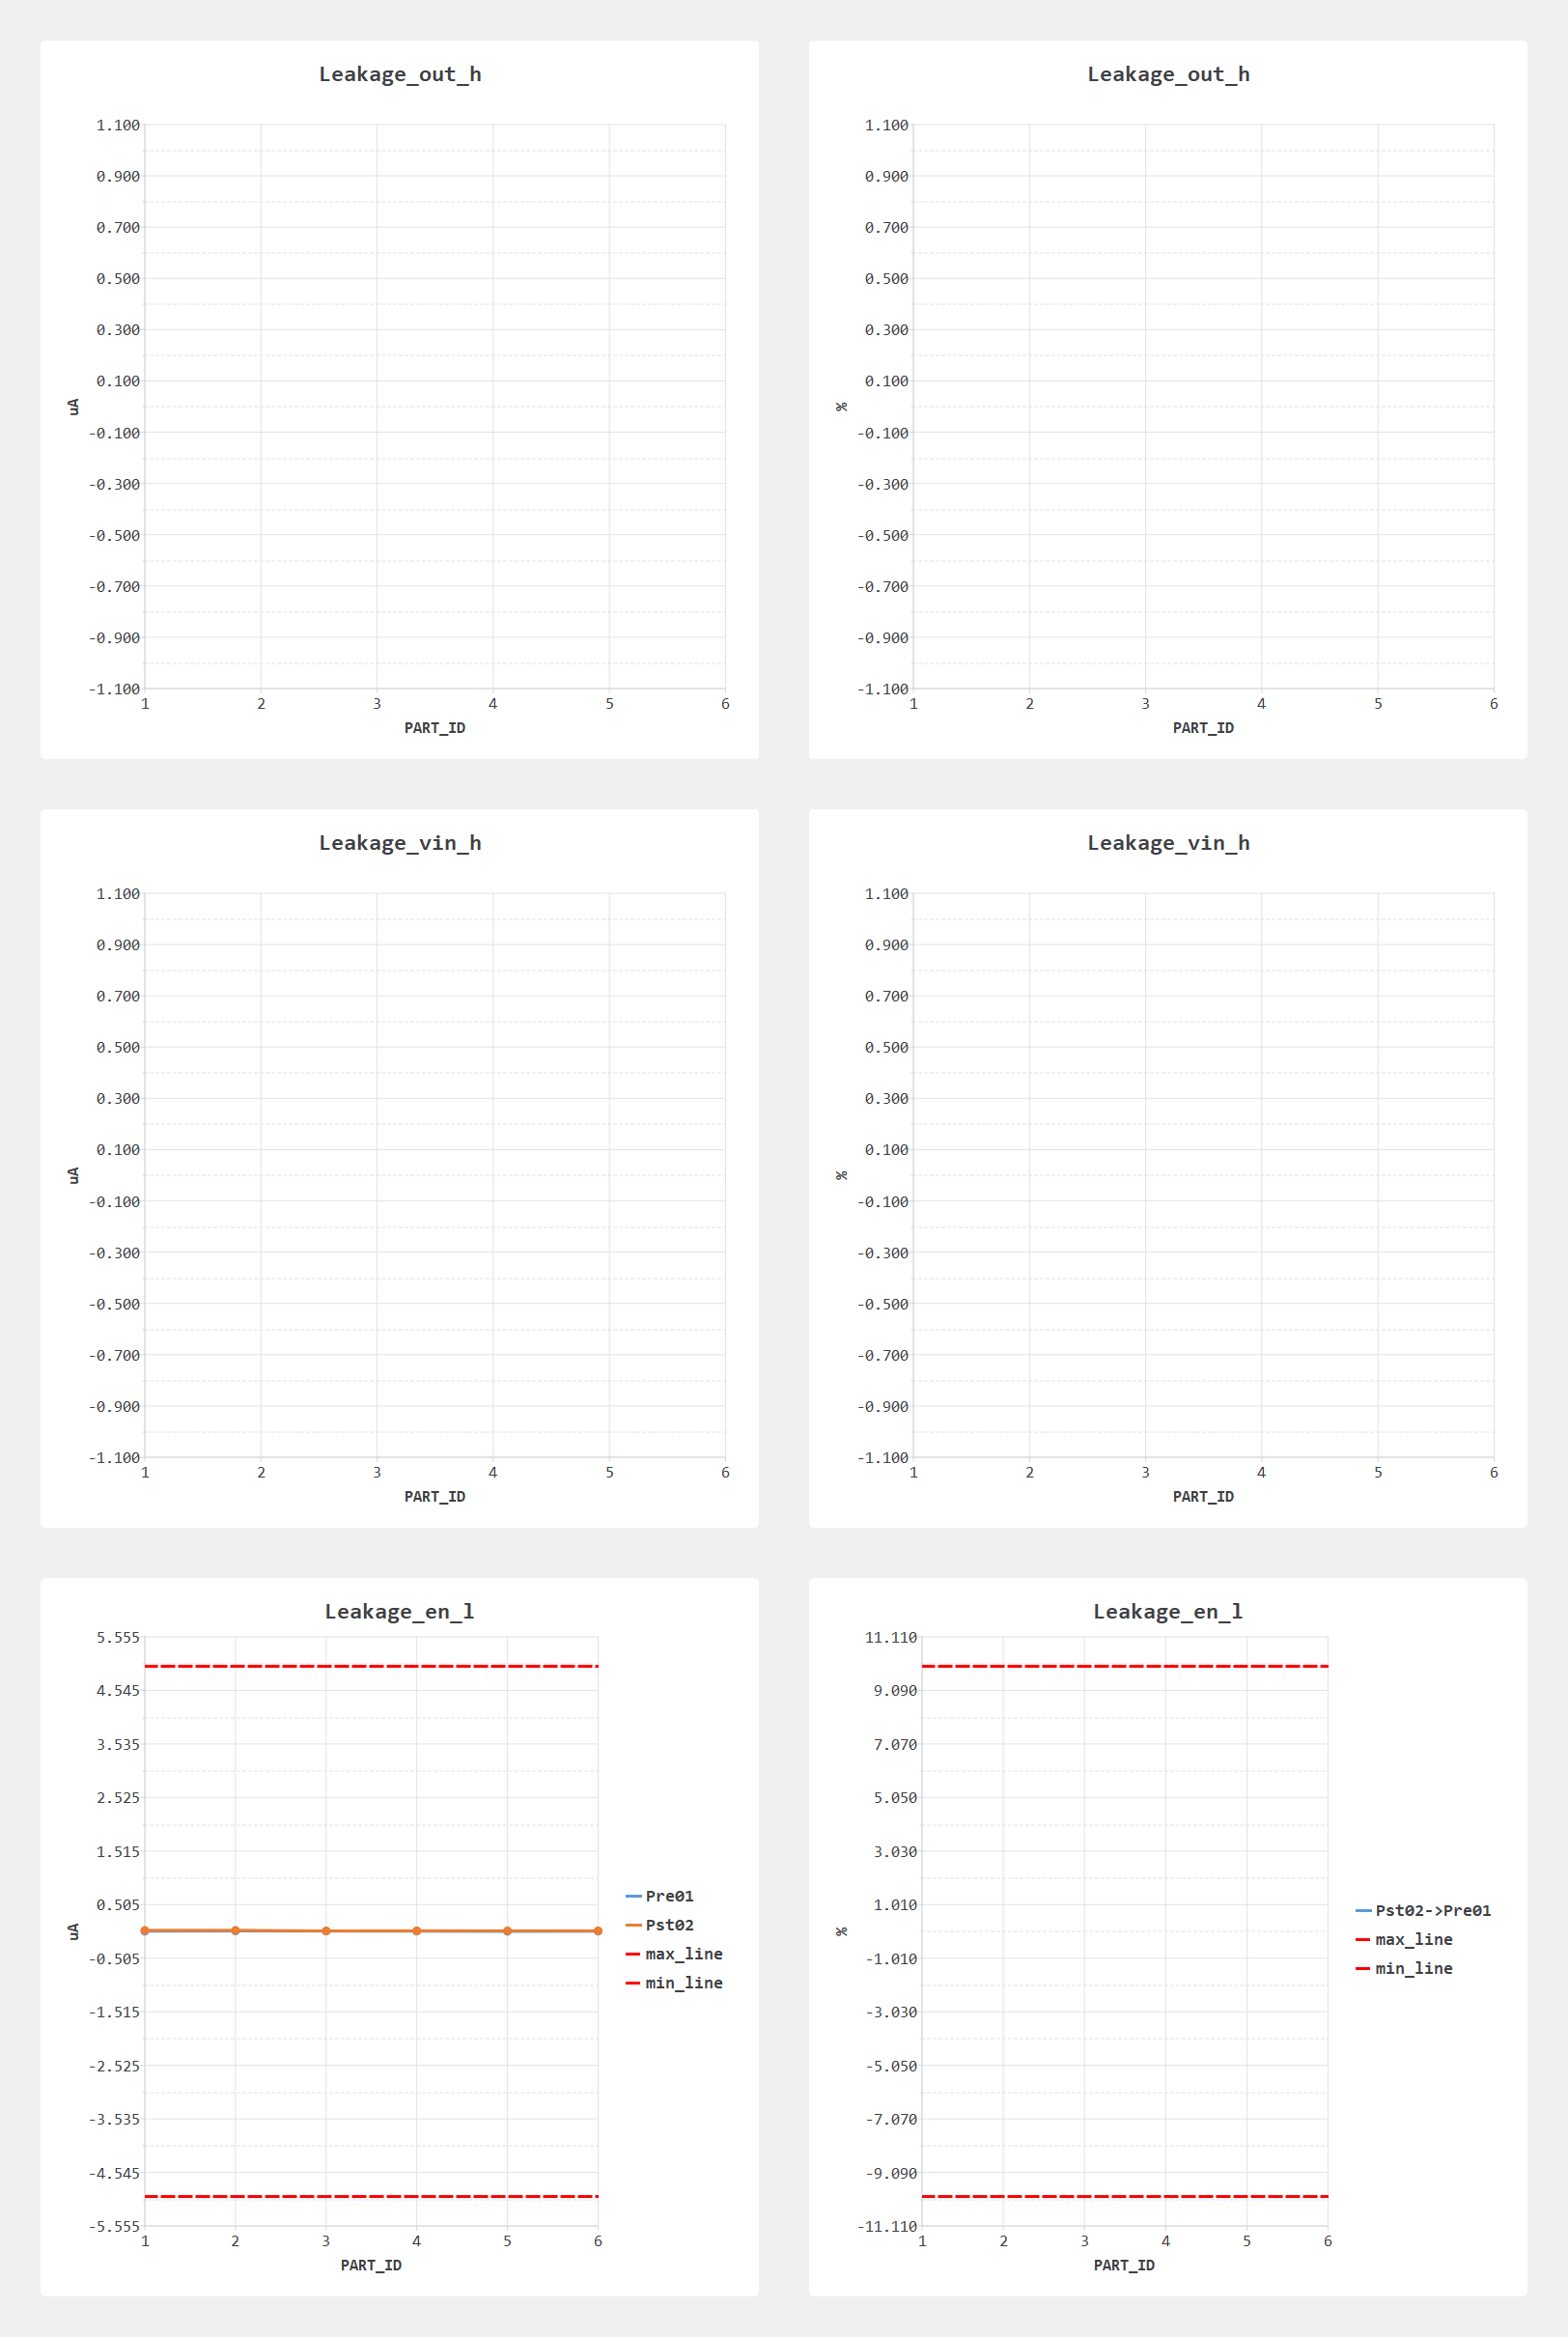 Leakage_out_h
1.100
0.900
0.700
0.500
0.300
0.100
-0.100
-0.300
-0.500
-0.700
-0.900
-1.100
uA
1 2 3 4 5 6
PART_ID
Leakage_out_h
1.100
0.900
0.700
0.500
0.300
0.100
-0.100
-0.300
-0.500
-0.700
-0.900
-1.100
%
1 2 3 4 5 6
PART_ID
Leakage_vin_h
1.100
0.900
0.700
0.500
0.300
0.100
-0.100
-0.300
-0.500
-0.700
-0.900
-1.100
uA
1 2 3 4 5 6
PART_ID
Leakage_vin_h
1.100
0.900
0.700
0.500
0.300
0.100
-0.100
-0.300
-0.500
-0.700
-0.900
-1.100
%
1 2 3 4 5 6
PART_ID
Leakage_en_l
5.555
4.545
3.535
2.525
1.515
0.505
-0.505
-1.515
-2.525
-3.535
-4.545
-5.555
uA
1 2 3 4 5 6
PART_ID
Pre01
Pst02
max_line
min_line
Leakage_en_l
11.110
9.090
7.070
5.050
3.030
1.010
-1.010
-3.030
-5.050
-7.070
-9.090
-11.110
%
1 2 3 4 5 6
PART_ID
Pst02->Pre01
max_line
min_line